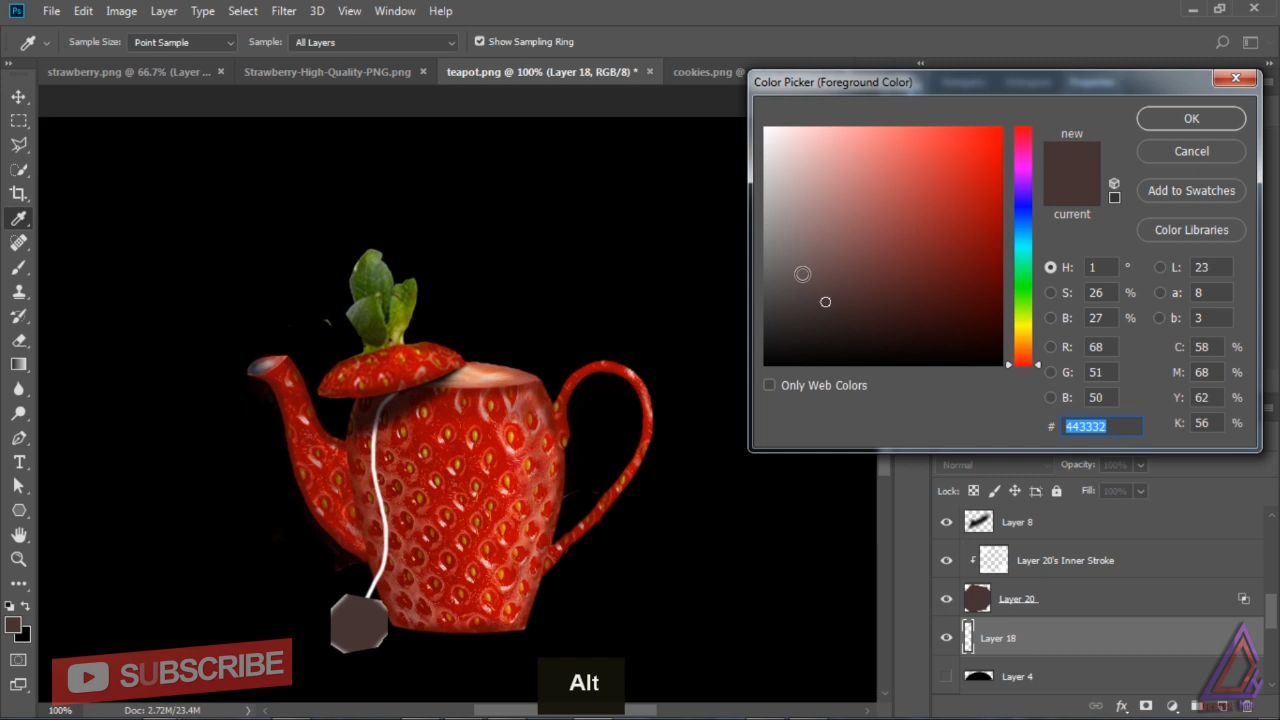 Ps File Edit Image Layer Type Select Filter 3D View Window Help
Sample Size: Point Sample Sample: All Layers Show Sampling Ring
strawberry.png @ 66.7% (Layer ... × Strawberry-High-Quality-PNG.png × teapot.png @ 100% (Layer 18, RGB/8) * × cookies.png @
Color Picker (Foreground Color)
new
OK
Cancel
Add to Swatches
current
Color Libraries
H: 1 ° L: 23
S: 26 % a: 8
B: 27 % b: 3
R: 68 C: 58 %
G: 51 M: 68 %
B: 50 Y: 62 %
# 443332 K: 56 %
Only Web Colors
Normal Opacity: 100%
Lock: Fill: 100%
Layer 8
Layer 20's Inner Stroke
Layer 20
Layer 18
Layer 4
fx
T
SUBSCRIBE
Alt
100% Doc: 2.72M/23.4M